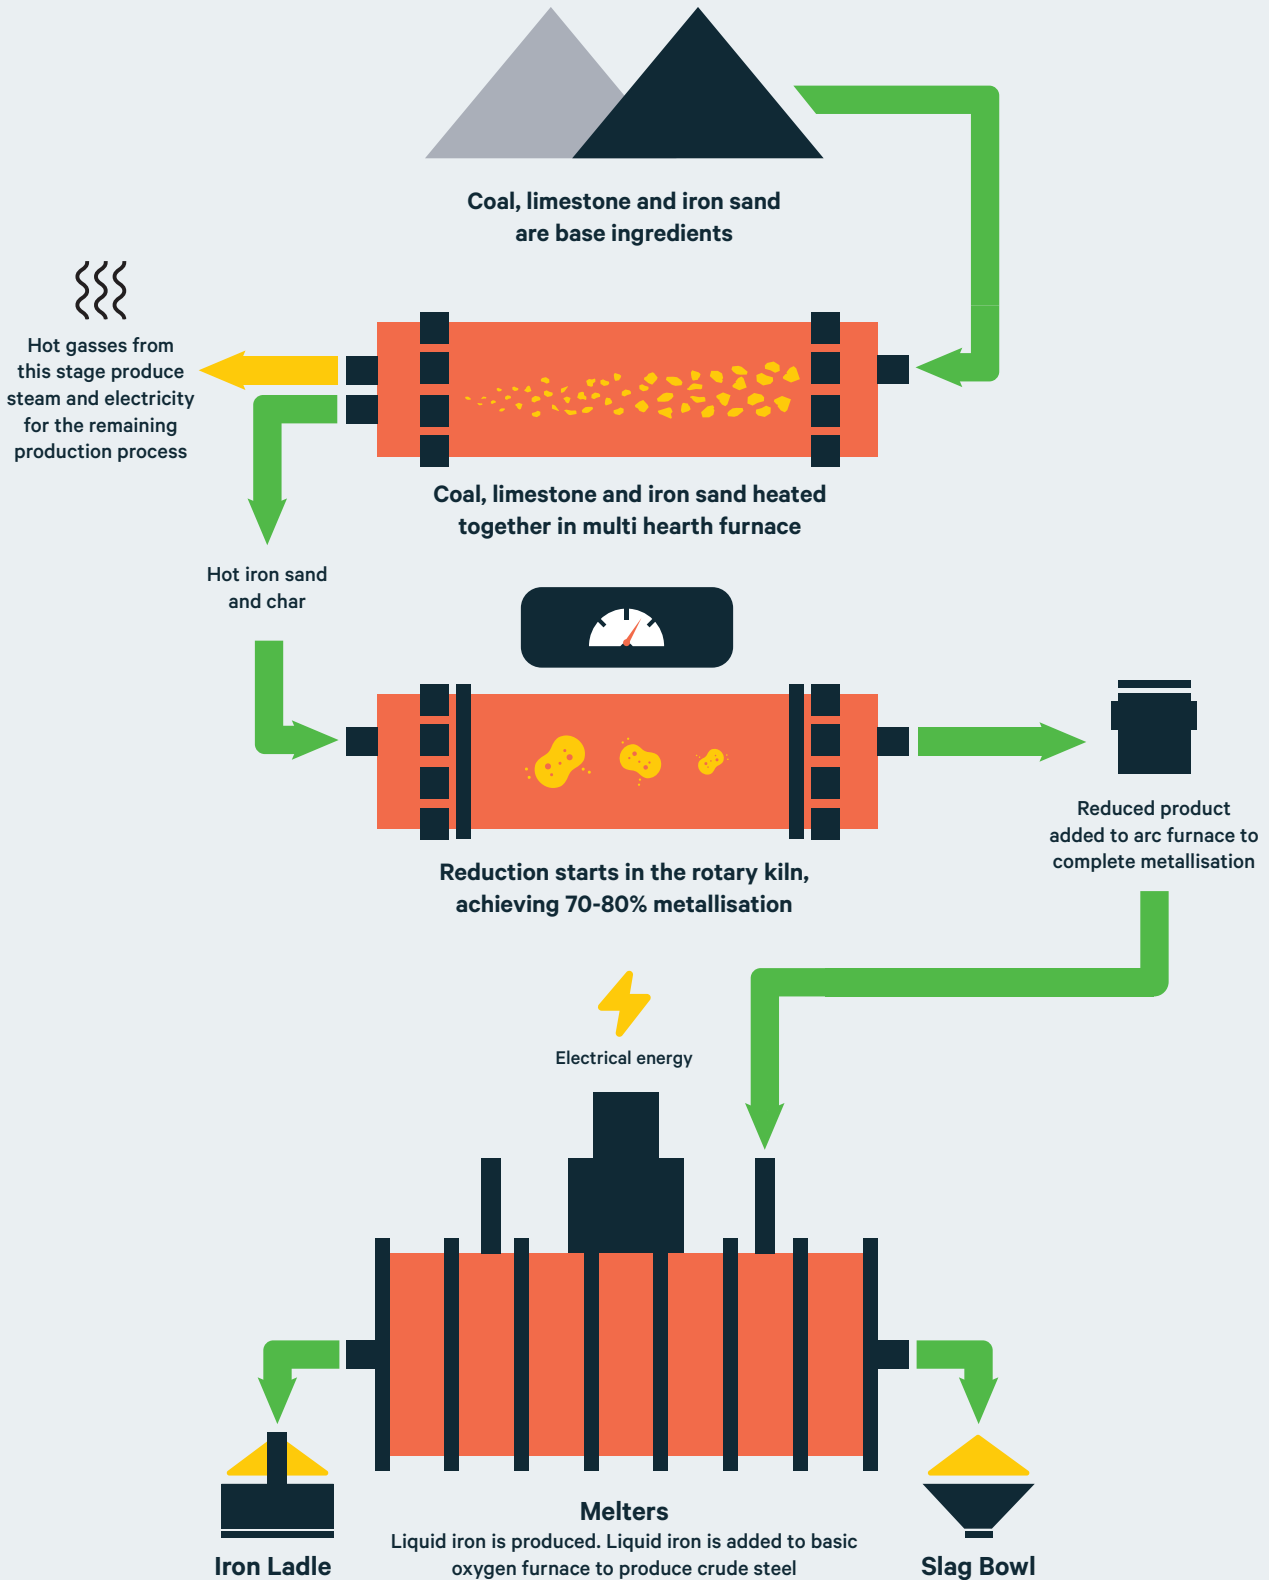 Coal, limestone and iron sand
are base ingredients
Hot gasses from
this stage produce
steam and electricity
for the remaining
production process
Coal, limestone and iron sand heated
together in multi hearth furnace
Hot iron sand
and char
Reduction starts in the rotary kiln,
achieving 70-80% metallisation
Reduced product
added to arc furnace to
complete metallisation
Electrical energy
Melters
Liquid iron is produced. Liquid iron is added to basic
oxygen furnace to produce crude steel
Iron Ladle
Slag Bowl